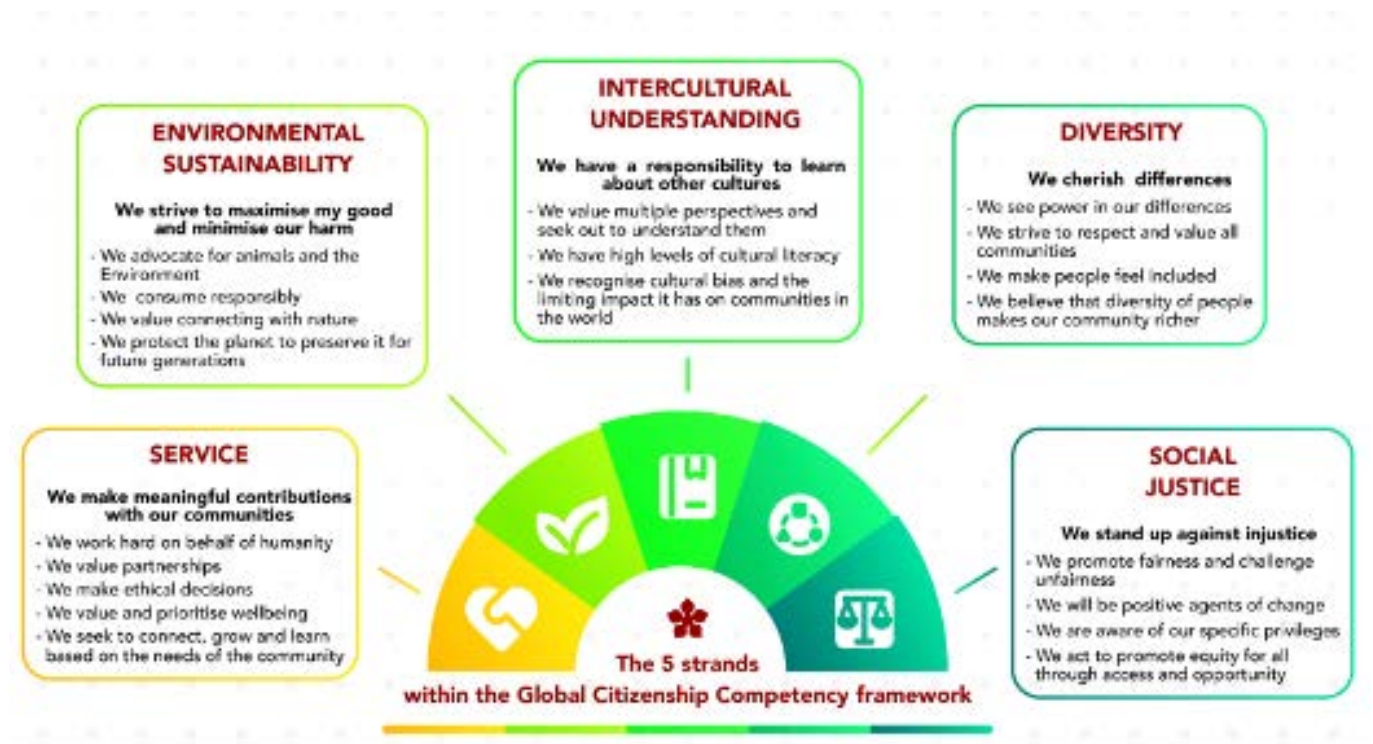 ENVIRONMENTAL
SUSTAINABILITY
We strive to maximise my good
and minimise our harm
- We advocate for animals and the
Environment
- We consume responsibly
- We value connecting with nature
- We protect the planet to preserve it for
future generations
INTERCULTURAL
UNDERSTANDING
We have a responsibility to learn
about other cultures
- We value multiple perspectives and
seek out to understand them
- We have high levels of cultural literacy
- We recognise cultural bias and the
limiting impact it has on communities in
the world
DIVERSITY
We cherish differences
- We see power in our differences
- We strive to respect and value all
communities
- We make people feel included
- We believe that diversity of people
makes our community richer
SERVICE
We make meaningful contributions
with our communities
- We work hard on behalf of humanity
- We value partnerships
- We make ethical decisions
- We value and prioritise wellbeing
- We seek to connect, grow and learn
based on the needs of the community
SOCIAL
JUSTICE
We stand up against injustice
- We promote fairness and challenge
unfairness
- We will be positive agents of change
- We are aware of our specific privileges
- We act to promote equity for all
through access and opportunity
The 5 strands
within the Global Citizenship Competency framework